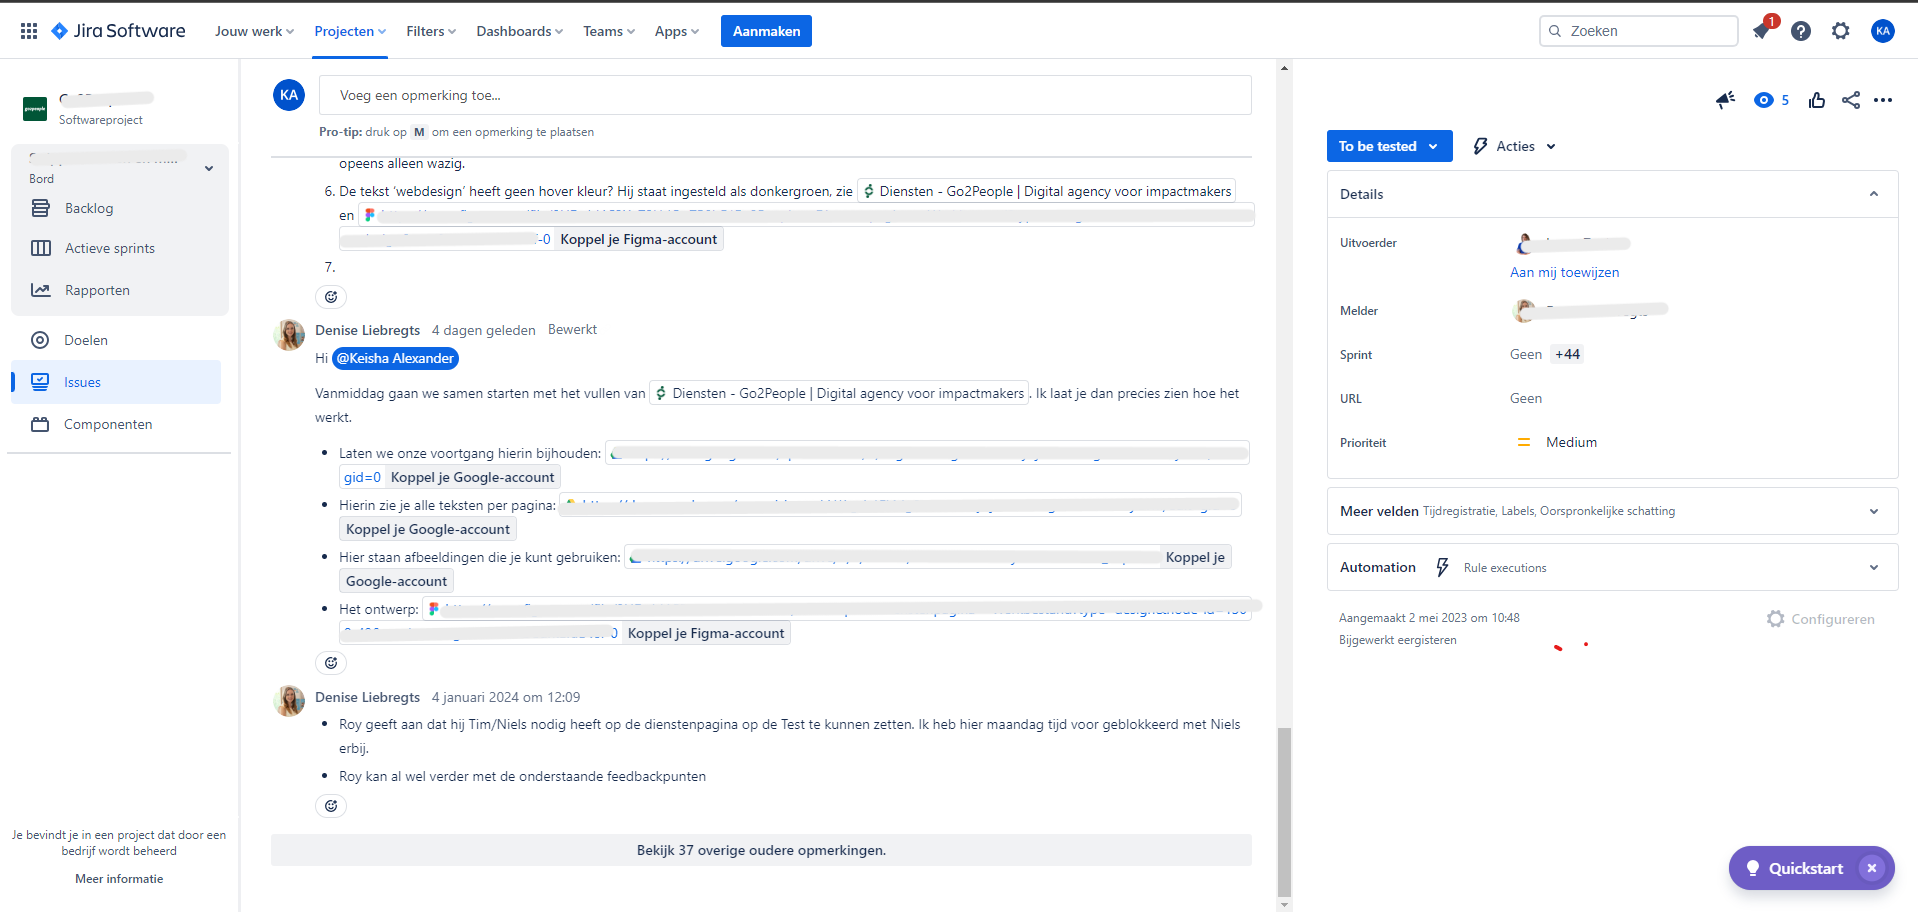 Jira Software
Jouw werk
Projecten
Filters
Dashboards
Teams
Apps
Aanmaken
Zoeken
1
KA
go2people
Softwareproject
Bord
Backlog
Actieve sprints
Rapporten
Doelen
Issues
Componenten
Je bevindt je in een project dat door een
bedrijf wordt beheerd
Meer informatie
KA
Voeg een opmerking toe...
Pro-tip: druk op M om een opmerking te plaatsen
opeens alleen wazig.
6. De tekst ‘webdesign’ heeft geen hover kleur? Hij staat ingesteld als donkergroen, zie Diensten - Go2People | Digital agency voor impactmakers
en
-0 Koppel je Figma-account
7.
Denise Liebregts 4 dagen geleden Bewerkt
Hi @Keisha Alexander
Vanmiddag gaan we samen starten met het vullen van Diensten - Go2People | Digital agency voor impactmakers . Ik laat je dan precies zien hoe het
werkt.
• Laten we onze voortgang hierin bijhouden:
gid=0 Koppel je Google-account
• Hierin zie je alle teksten per pagina:
Koppel je Google-account
• Hier staan afbeeldingen die je kunt gebruiken: Koppel je
Google-account
• Het ontwerp:
0 Koppel je Figma-account
Denise Liebregts 4 januari 2024 om 12:09
• Roy geeft aan dat hij Tim/Niels nodig heeft op de dienstenpagina op de Test te kunnen zetten. Ik heb hier maandag tijd voor geblokkeerd met Niels
erbij.
• Roy kan al wel verder met de onderstaande feedbackpunten
Bekijk 37 overige oudere opmerkingen.
5
To be tested
Acties
Details
Uitvoerder
Aan mij toewijzen
Melder
Sprint Geen +44
URL Geen
Prioriteit Medium
Meer velden Tijdregistratie, Labels, Oorspronkelijke schatting
Automation Rule executions
Aangemaakt 2 mei 2023 om 10:48
Bijgewerkt eergisteren
Configureren
Quickstart